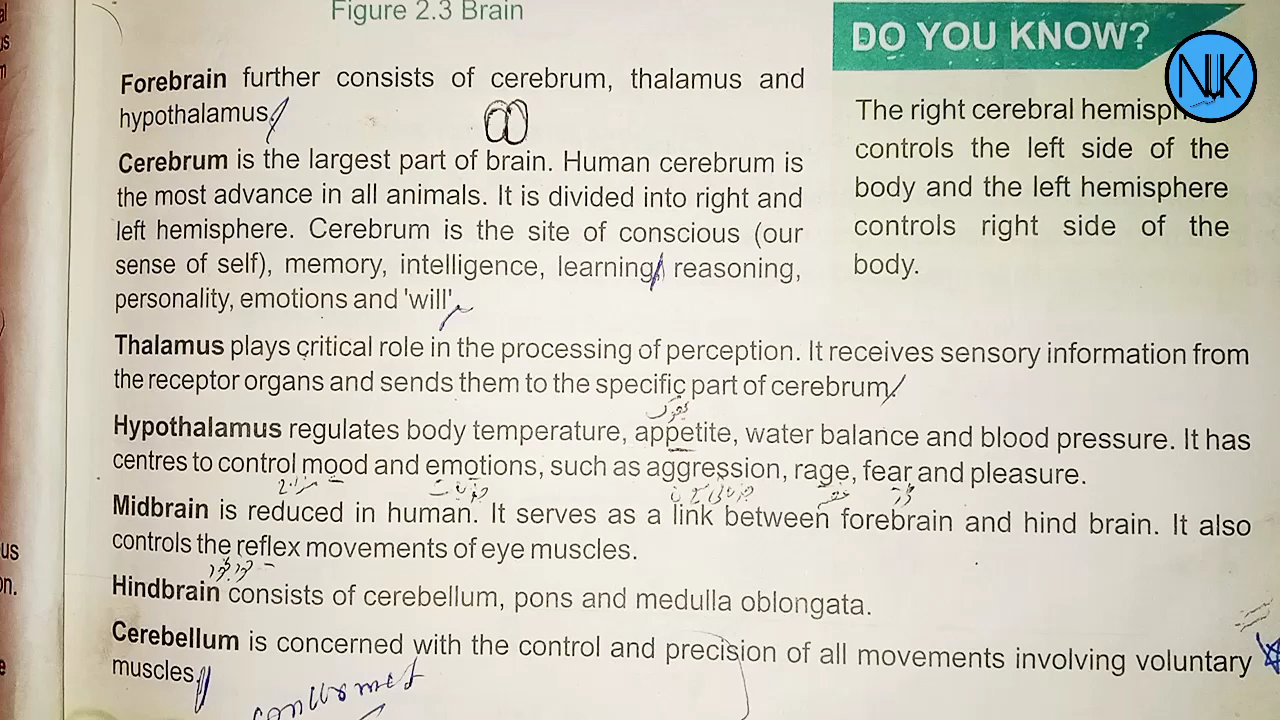 Figure 2.3 Brain
Forebrain further consists of cerebrum, thalamus and
hypothalamus
Cerebrum is the largest part of brain. Human cerebrum is
the most advance in all animals. It is divided into right and
left hemisphere. Cerebrum is the site of conscious (our
sense of self), memory, intelligence, learning, reasoning,
personality, emotions and 'will'.
DO YOU KNOW?
NJK
The right cerebral
controls the left side of the
body and the left hemisphere
controls right side of the
body.
Thalamus plays critical role in the processing of perception. It receives sensory information from
the receptor organs and sends them to the specific part of cerebrum.
بھوک
Hypothalamus regulates body temperature, appetite, water balance and blood pressure. It has
centres to control mood and emotions, such as aggression, rage, fear and pleasure.
جذبات غصہ ڈر
Midbrain is reduced in human. It serves as a link between forebrain and hind brain. It also
controls the reflex movements of eye muscles.
Hindbrain consists of cerebellum, pons and medulla oblongata.
Cerebellum is concerned with the control and precision of all movements involving voluntary
muscles